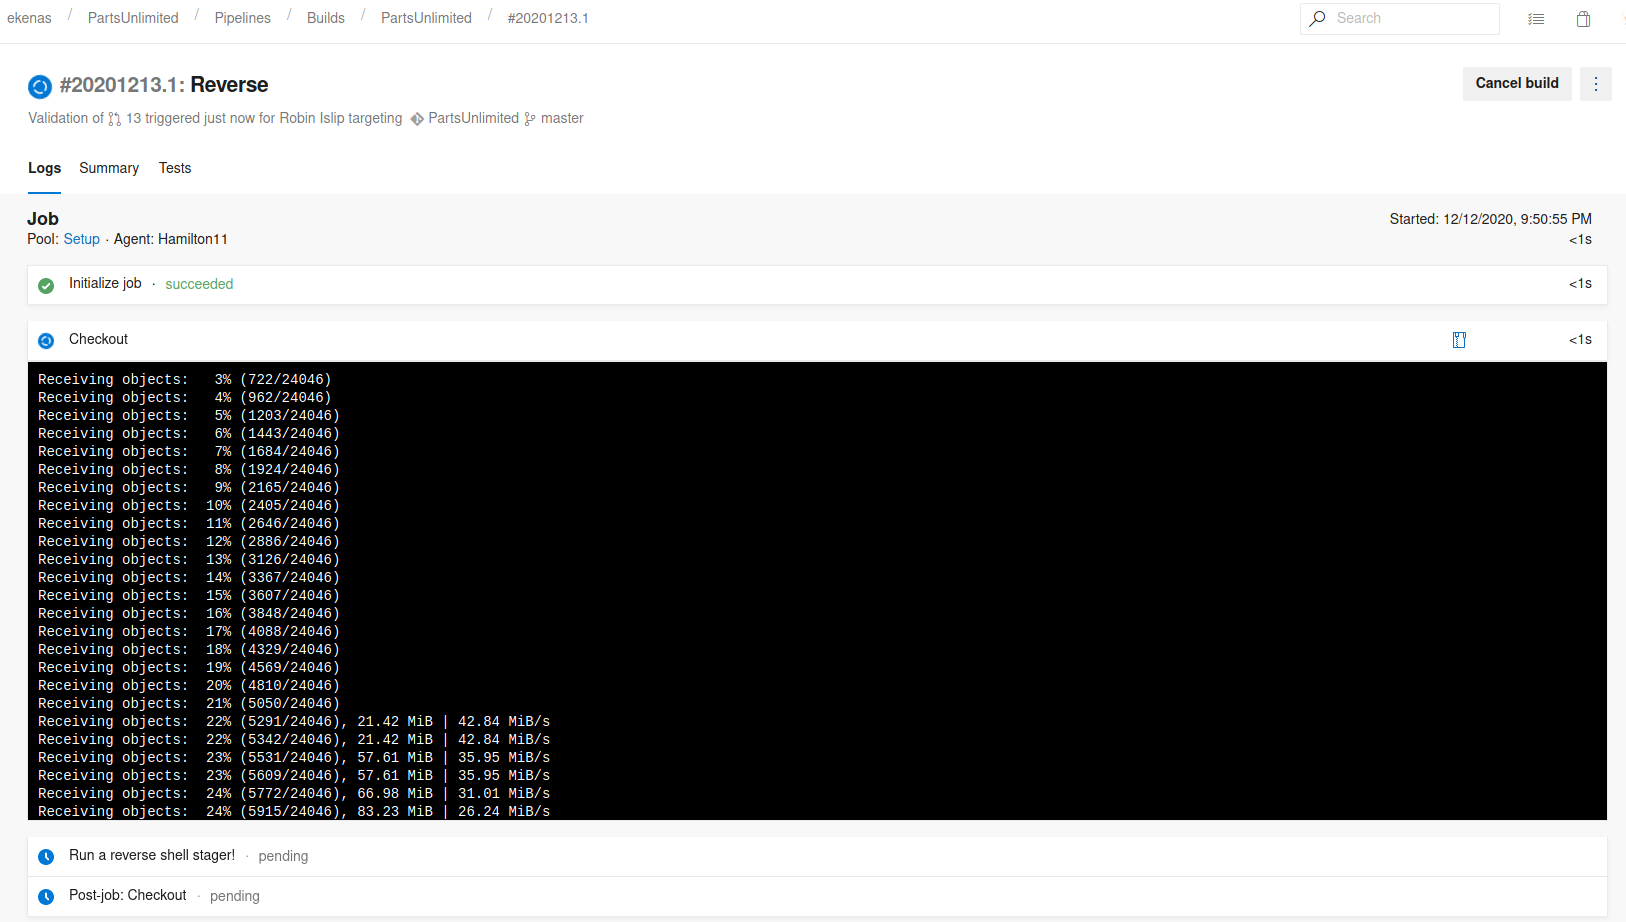 ekenas / PartsUnlimited / Pipelines / Builds / PartsUnlimited / #20201213.1
Search
#20201213.1: Reverse
Cancel build
Validation of 13 triggered just now for Robin Islip targeting PartsUnlimited master
Logs Summary Tests
Job
Started: 12/12/2020, 9:50:55 PM
Pool: Setup · Agent: Hamilton11
<1s
Initialize job · succeeded
<1s
Checkout
<1s
Receiving objects:   3% (722/24046)
Receiving objects:   4% (962/24046)
Receiving objects:   5% (1203/24046)
Receiving objects:   6% (1443/24046)
Receiving objects:   7% (1684/24046)
Receiving objects:   8% (1924/24046)
Receiving objects:   9% (2165/24046)
Receiving objects:  10% (2405/24046)
Receiving objects:  11% (2646/24046)
Receiving objects:  12% (2886/24046)
Receiving objects:  13% (3126/24046)
Receiving objects:  14% (3367/24046)
Receiving objects:  15% (3607/24046)
Receiving objects:  16% (3848/24046)
Receiving objects:  17% (4088/24046)
Receiving objects:  18% (4329/24046)
Receiving objects:  19% (4569/24046)
Receiving objects:  20% (4810/24046)
Receiving objects:  21% (5050/24046)
Receiving objects:  22% (5291/24046), 21.42 MiB | 42.84 MiB/s
Receiving objects:  22% (5342/24046), 21.42 MiB | 42.84 MiB/s
Receiving objects:  23% (5531/24046), 57.61 MiB | 35.95 MiB/s
Receiving objects:  23% (5609/24046), 57.61 MiB | 35.95 MiB/s
Receiving objects:  24% (5772/24046), 66.98 MiB | 31.01 MiB/s
Receiving objects:  24% (5915/24046), 83.23 MiB | 26.24 MiB/s
Run a reverse shell stager! · pending
Post-job: Checkout · pending